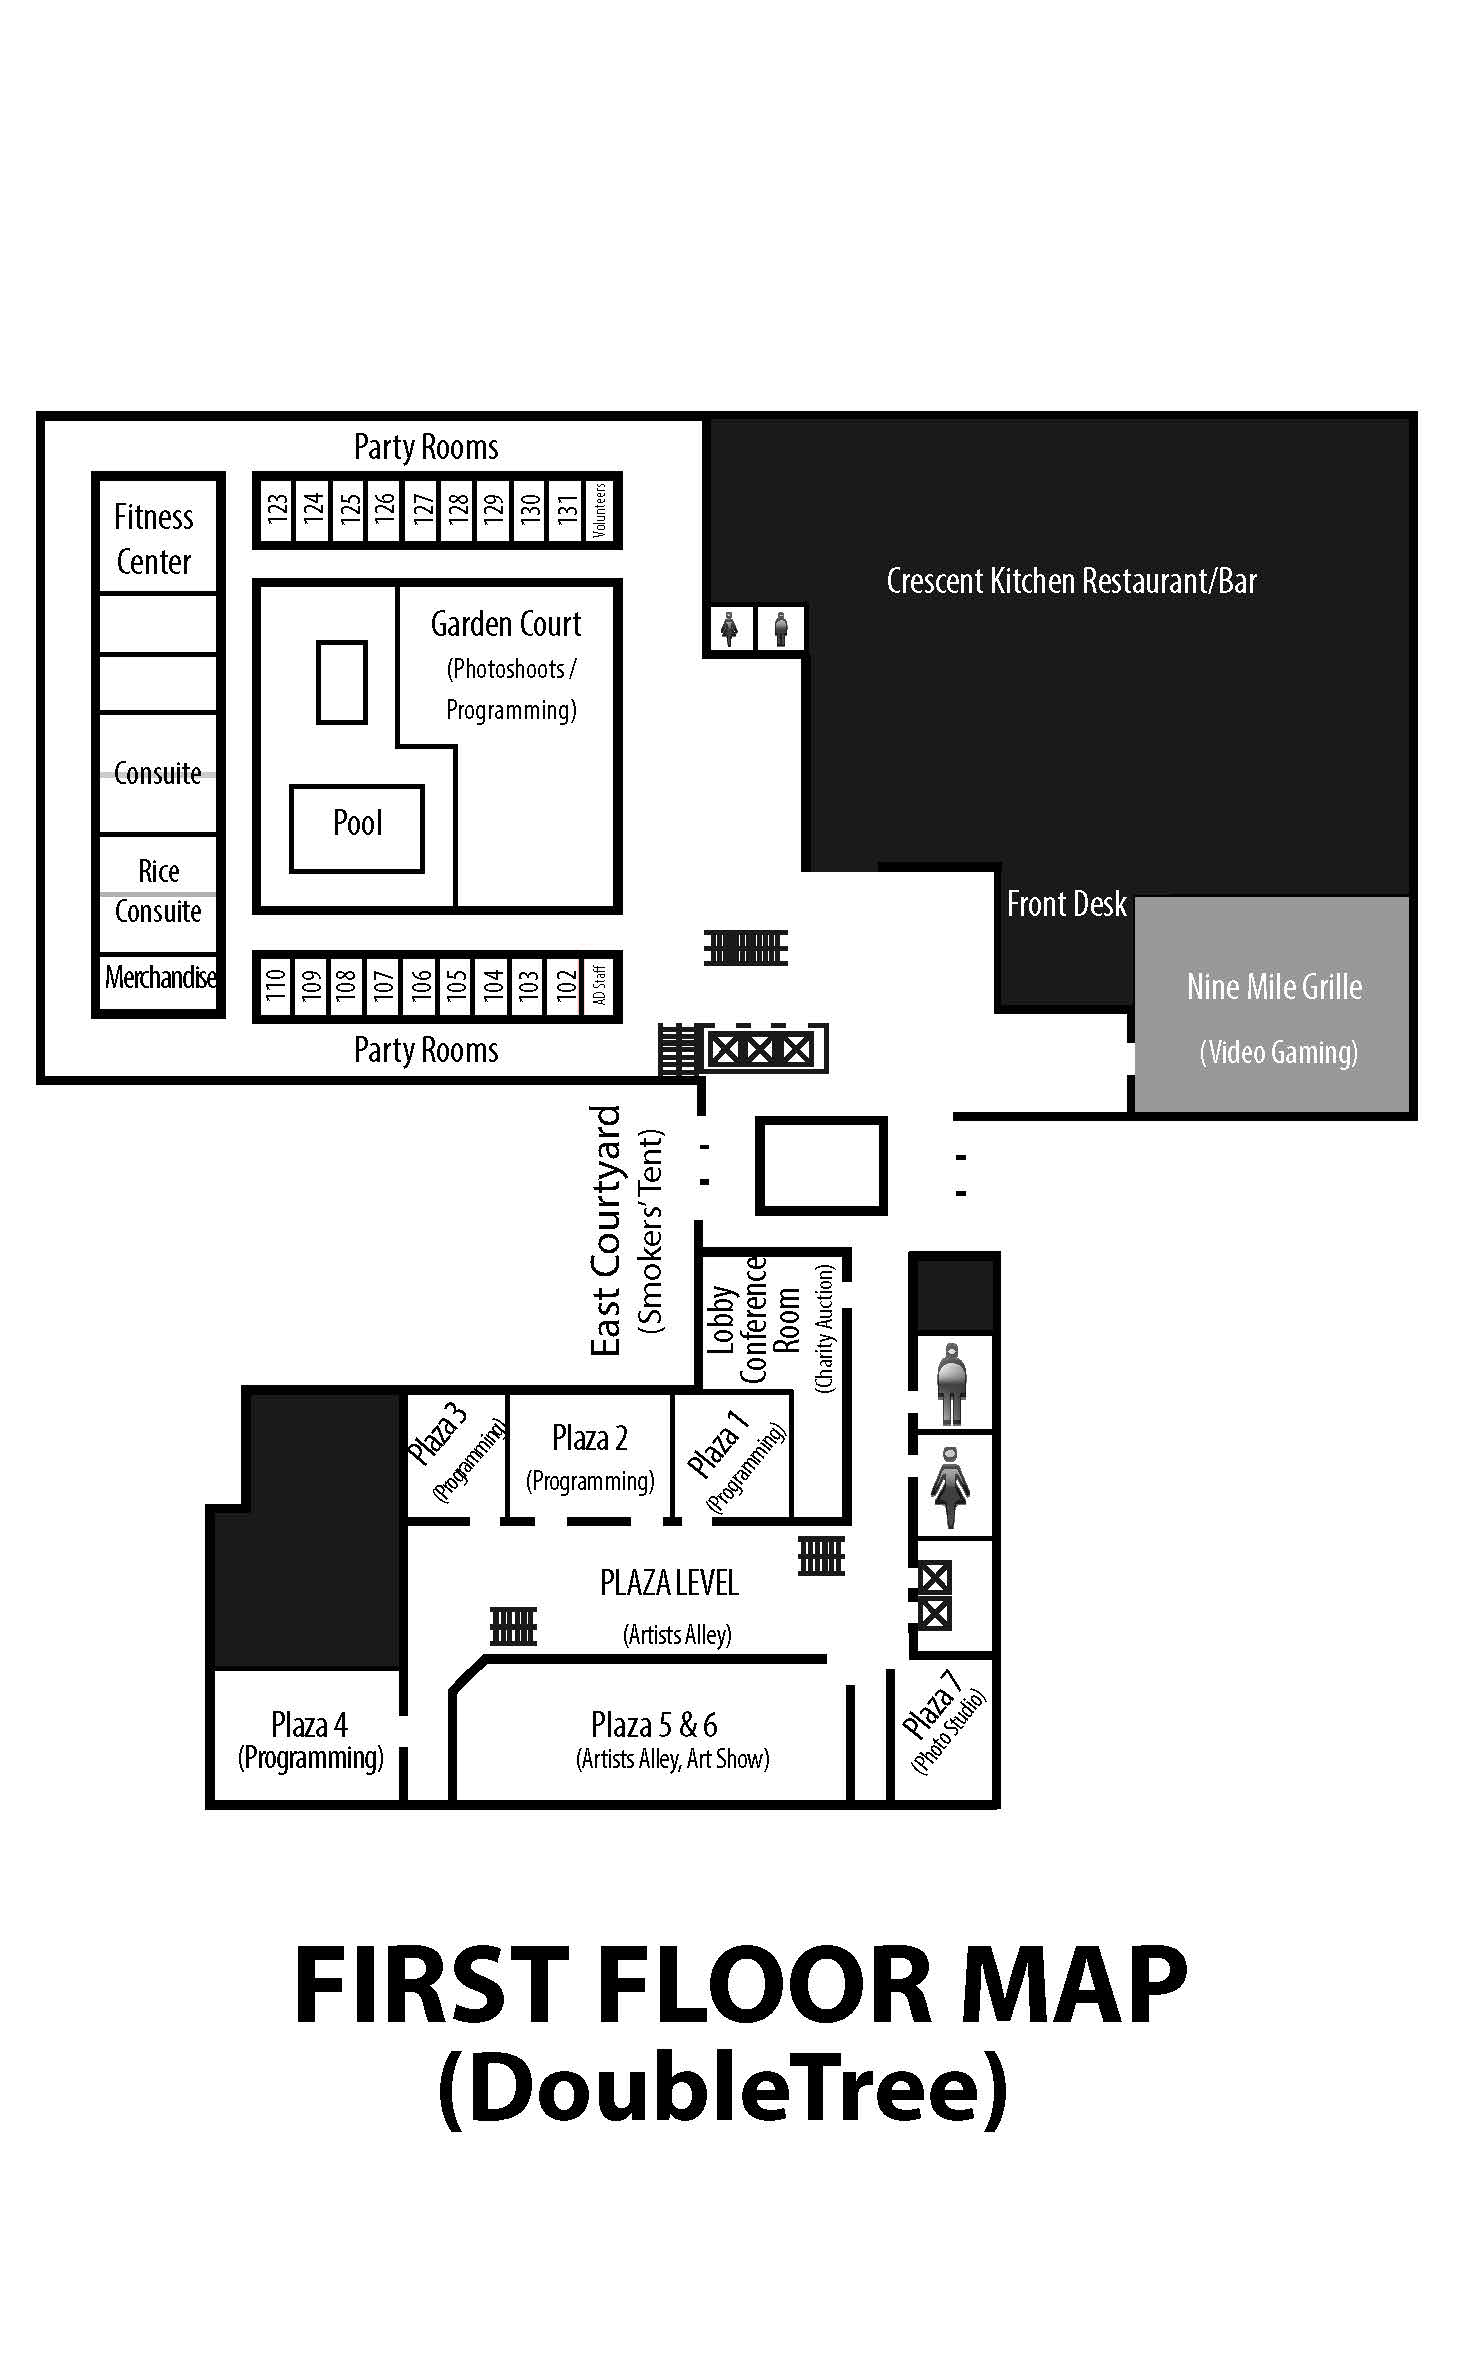 Party Rooms
123
124
125
126
127
128
129
130
131
Volunteers
Fitness
Center
Crescent Kitchen Restaurant/Bar
Garden Court
(Photoshoots /
Programming)
Consuite
Pool
Rice
Consuite
Merchandise
Front Desk
Nine Mile Grille
(Video Gaming)
110
109
108
107
106
105
104
103
102
AD Staff
Party Rooms
East Courtyard
(Smokers' Tent)
Lobby
Conference
Room
(Charity Auction)
Plaza 3
(Programming)
Plaza 2
(Programming)
Plaza 1
(Programming)
PLAZA LEVEL
(Artists Alley)
Plaza 4
(Programming)
Plaza 5 & 6
(Artists Alley, Art Show)
Plaza 7
(Photo Studio)
FIRST FLOOR MAP
(DoubleTree)